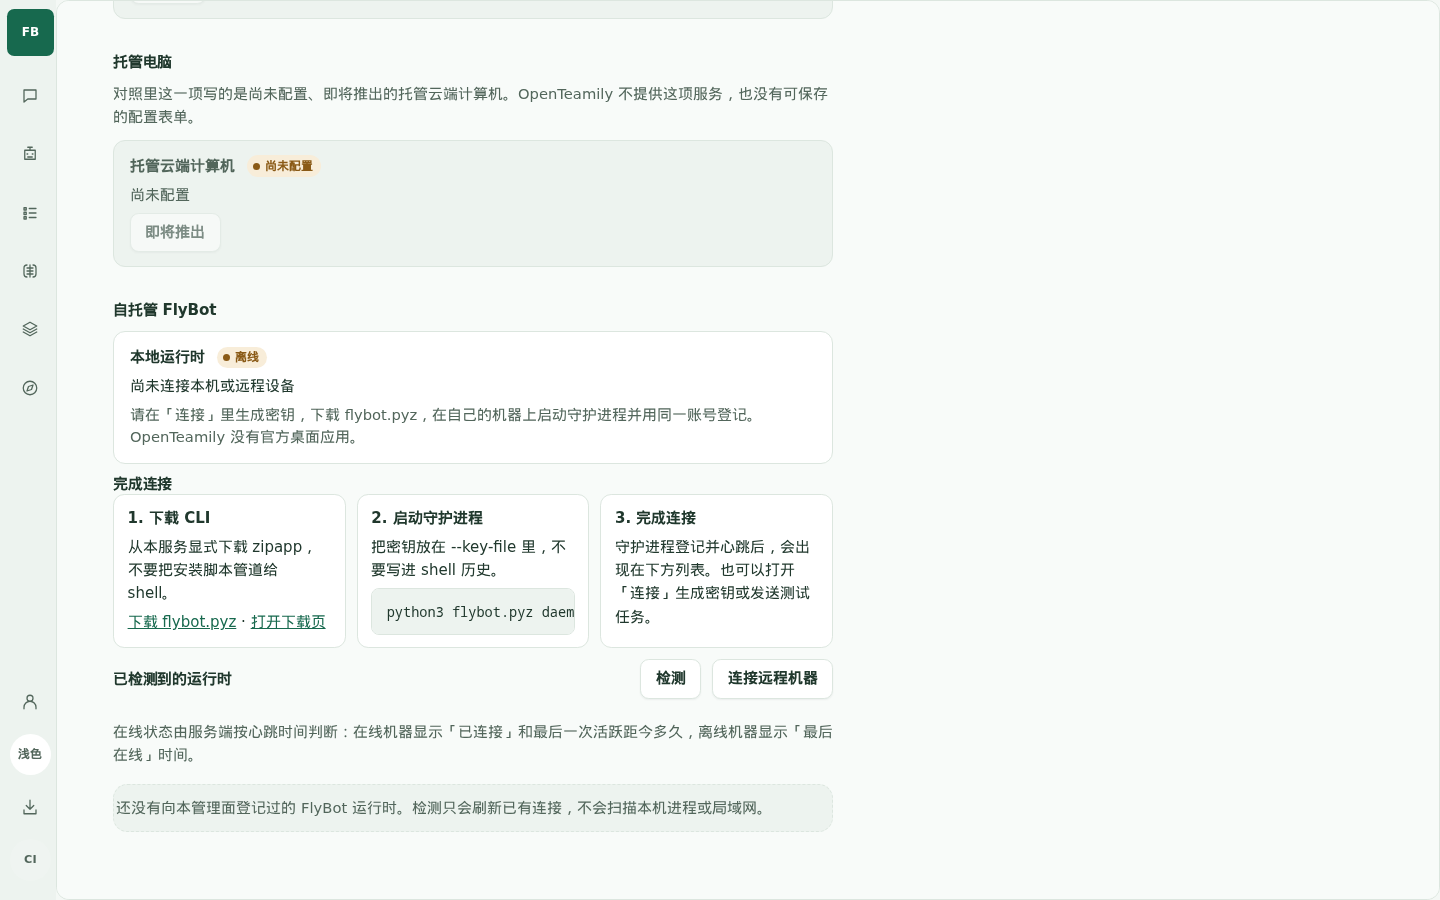 FB
托管电脑
对照里这一项写的是尚未配置、即将推出的托管云端计算机。OpenTeamily 不提供这项服务，也没有可保存
的配置表单。
托管云端计算机
尚未配置
尚未配置
即将推出
自托管 FlyBot
本地运行时
离线
尚未连接本机或远程设备
请在「连接」里生成密钥，下载 flybot.pyz，在自己的机器上启动守护进程并用同一账号登记。
OpenTeamily 没有官方桌面应用。
完成连接
1. 下载 CLI
从本服务显式下载 zipapp，
不要把安装脚本管道给
shell。
下载 flybot.pyz · 打开下载页
2. 启动守护进程
把密钥放在 --key-file 里，不
要写进 shell 历史。
python3 flybot.pyz daem
3. 完成连接
守护进程登记并心跳后，会出
现在下方列表。也可以打开
「连接」生成密钥或发送测试
任务。
已检测到的运行时
检测
连接远程机器
在线状态由服务端按心跳时间判断：在线机器显示「已连接」和最后一次活跃距今多久，离线机器显示「最后
在线」时间。
还没有向本管理面登记过的 FlyBot 运行时。检测只会刷新已有连接，不会扫描本机进程或局域网。
浅色
CI